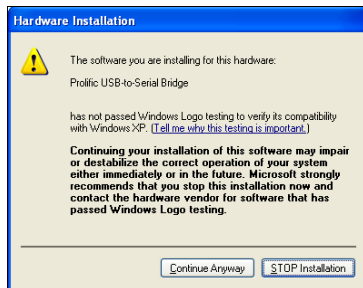 Hardware Installation
The software you are installing for this hardware:
Prolific USB-to-Serial Bridge
has not passed Windows Logo testing to verify its compatibility
with Windows XP. (Tell me why this testing is important.)
Continuing your installation of this software may impair
or destabilize the correct operation of your system
either immediately or in the future. Microsoft strongly
recommends that you stop this installation now and
contact the hardware vendor for software that has
passed Windows Logo testing.
Continue Anyway
STOP Installation